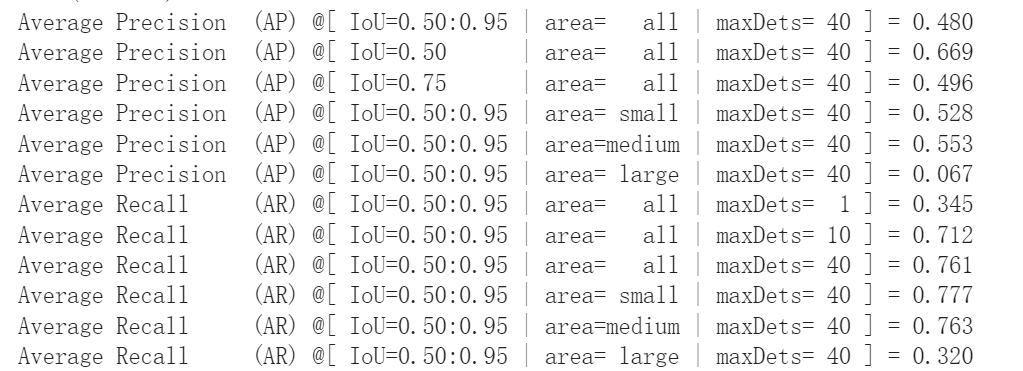 Average Precision  (AP) @[ IoU=0.50:0.95 | area=   all | maxDets= 40 ] = 0.480
Average Precision  (AP) @[ IoU=0.50      | area=   all | maxDets= 40 ] = 0.669
Average Precision  (AP) @[ IoU=0.75      | area=   all | maxDets= 40 ] = 0.496
Average Precision  (AP) @[ IoU=0.50:0.95 | area= small | maxDets= 40 ] = 0.528
Average Precision  (AP) @[ IoU=0.50:0.95 | area=medium | maxDets= 40 ] = 0.553
Average Precision  (AP) @[ IoU=0.50:0.95 | area= large | maxDets= 40 ] = 0.067
Average Recall     (AR) @[ IoU=0.50:0.95 | area=   all | maxDets=  1 ] = 0.345
Average Recall     (AR) @[ IoU=0.50:0.95 | area=   all | maxDets= 10 ] = 0.712
Average Recall     (AR) @[ IoU=0.50:0.95 | area=   all | maxDets= 40 ] = 0.761
Average Recall     (AR) @[ IoU=0.50:0.95 | area= small | maxDets= 40 ] = 0.777
Average Recall     (AR) @[ IoU=0.50:0.95 | area=medium | maxDets= 40 ] = 0.763
Average Recall     (AR) @[ IoU=0.50:0.95 | area= large | maxDets= 40 ] = 0.320